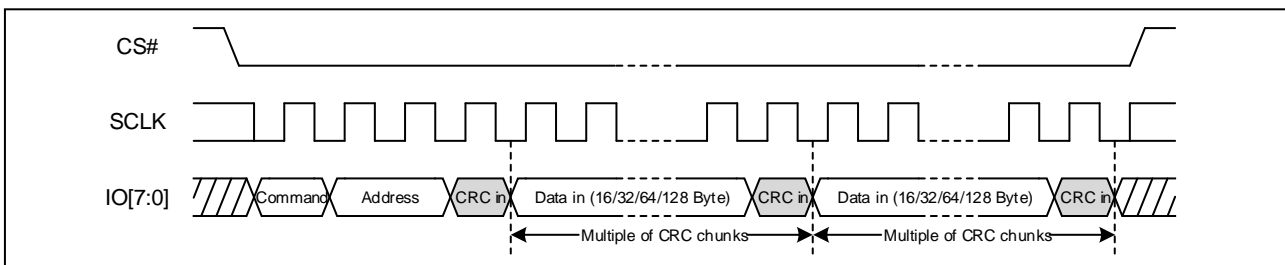 CS#
SCLK
IO[7:0] Command Address CRC in Data in (16/32/64/128 Byte) CRC in Data in (16/32/64/128 Byte) CRC in
Multiple of CRC chunks Multiple of CRC chunks